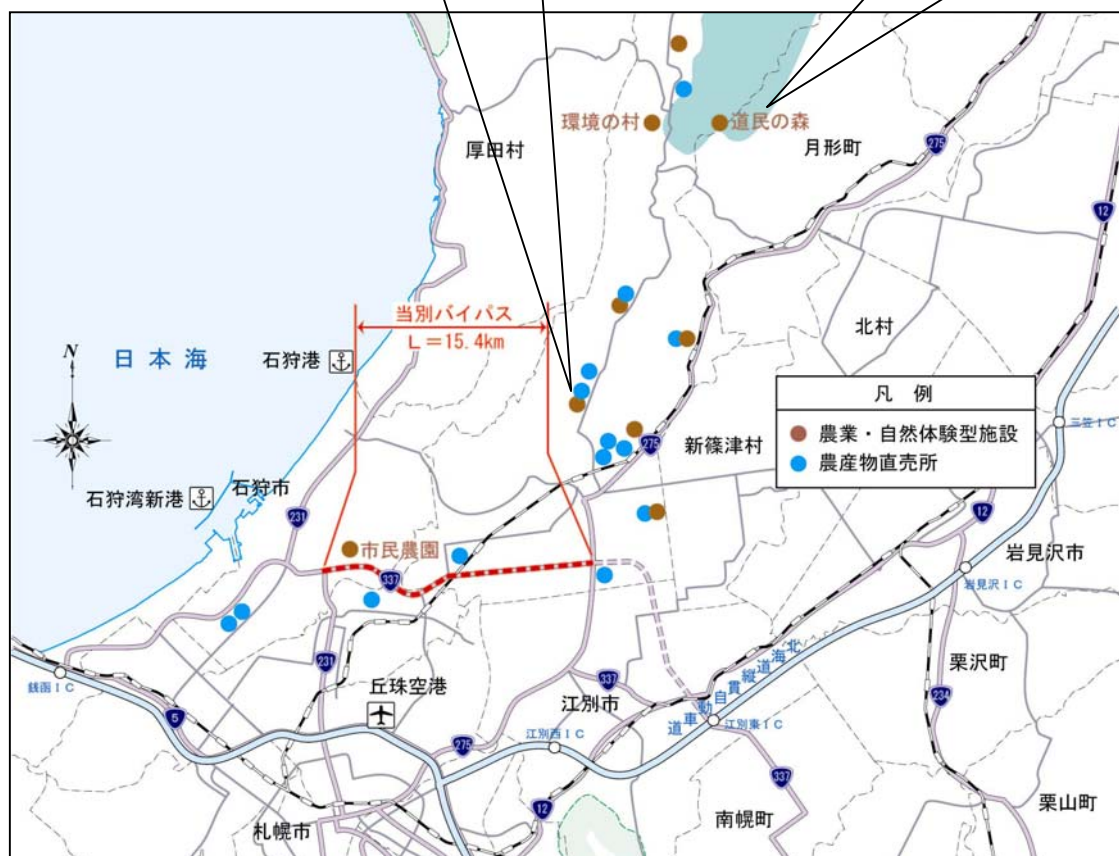 環境の村
道民の森
厚田村
月形町
275
12
当別バイパス
L=15.4km
北村
N
日本海
石狩港
凡 例
農業・自然体験型施設
農産物直売所
三笠IC
275
新篠津村
石狩湾新港
石狩市
231
12
岩見沢市
市民農園
337
岩見沢IC
北海道縦貫自動車道
栗沢町
231
丘珠空港
337
江別市
銭函IC
5
234
275
江別西IC
江別東IC
337
12
札幌市
南幌町
栗山町